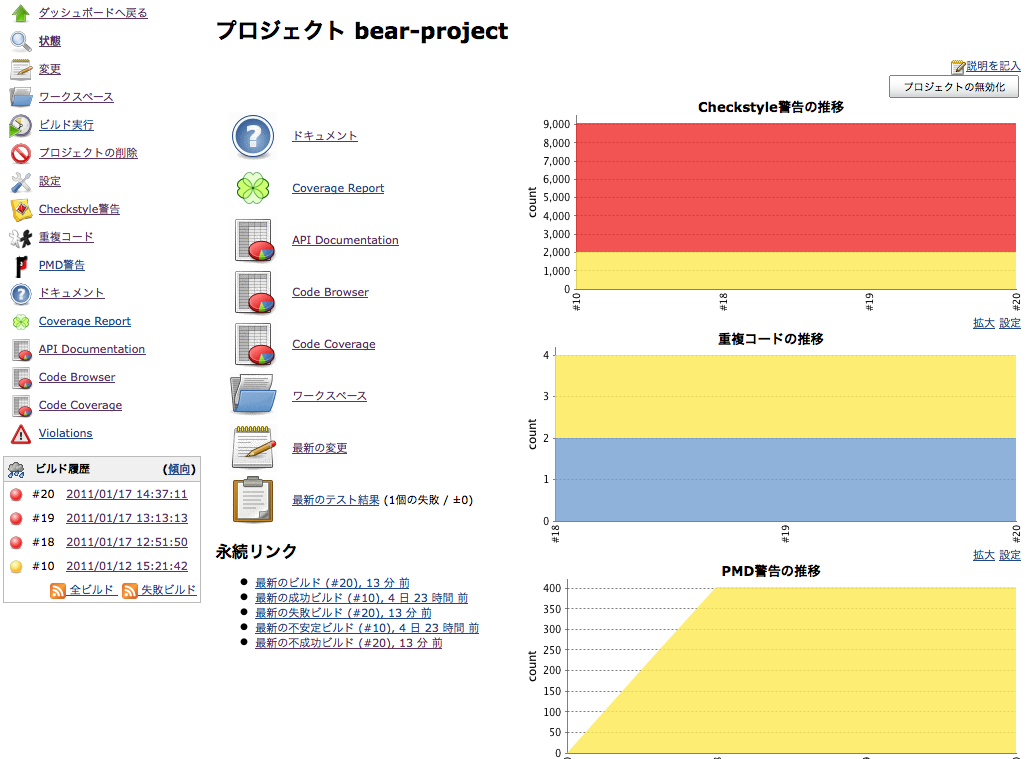 ダッシュボードへ戻る
状態
変更
ワークスペース
ビルド実行
プロジェクトの削除
設定
Checkstyle警告
重複コード
PMD警告
ドキュメント
Coverage Report
API Documentation
Code Browser
Code Coverage
Violations
ビルド履歴 (傾向)
#20 2011/01/17 14:37:11
#19 2011/01/17 13:13:13
#18 2011/01/17 12:51:50
#10 2011/01/12 15:21:42
全ビルド 失敗ビルド
プロジェクト bear-project
ドキュメント
Coverage Report
API Documentation
Code Browser
Code Coverage
ワークスペース
最新の変更
最新のテスト結果 (1個の失敗 / ±0)
永続リンク
最新のビルド (#20), 13 分 前
最新の成功ビルド (#10), 4 日 23 時間 前
最新の失敗ビルド (#20), 13 分 前
最新の不安定ビルド (#10), 4 日 23 時間 前
最新の不成功ビルド (#20), 13 分 前
説明を記入
プロジェクトの無効化
Checkstyle警告の推移
9,000
8,000
7,000
6,000
5,000
4,000
3,000
2,000
1,000
0
count
#10 #18 #19 #20
拡大 設定
重複コードの推移
4
3
2
1
0
count
#18 #19 #20
拡大 設定
PMD警告の推移
400
350
300
250
200
150
100
50
0
count